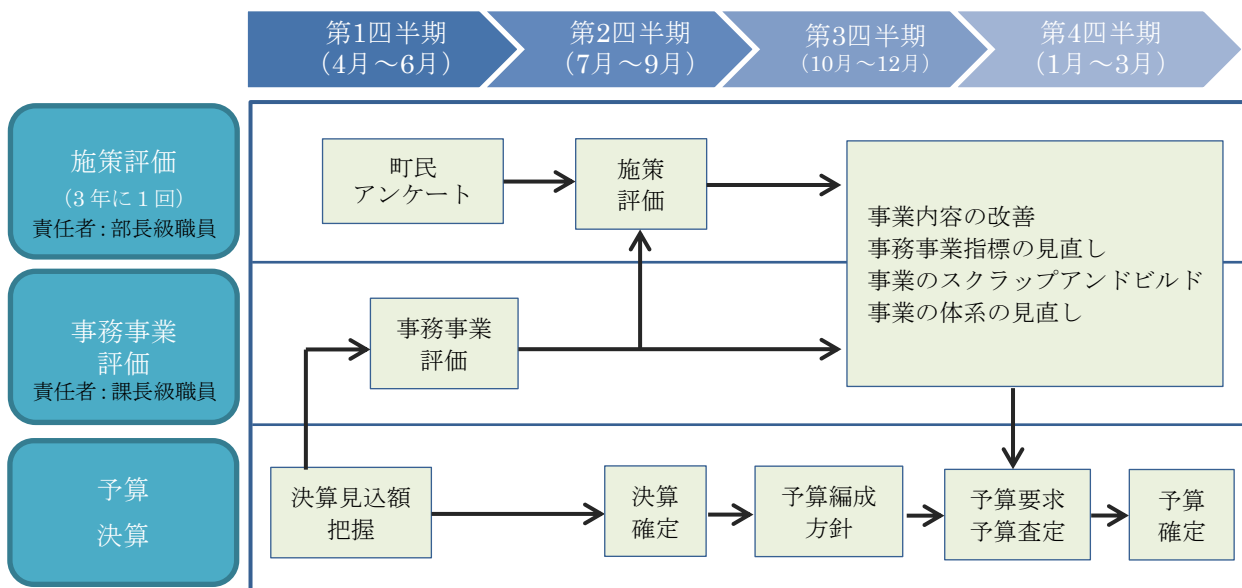 第1四半期
（4月～6月）
第2四半期
（7月～9月）
第3四半期
（10月～12月）
第4四半期
（1月～3月）
施策評価
（3年に1回）
責任者：部長級職員
町民
アンケート
施策
評価
事業内容の改善
事務事業指標の見直し
事業のスクラップアンドビルド
事業の体系の見直し
事務事業
評価
責任者：課長級職員
事務事業
評価
予算
決算
決算見込額
把握
決算
確定
予算編成
方針
予算要求
予算査定
予算
確定